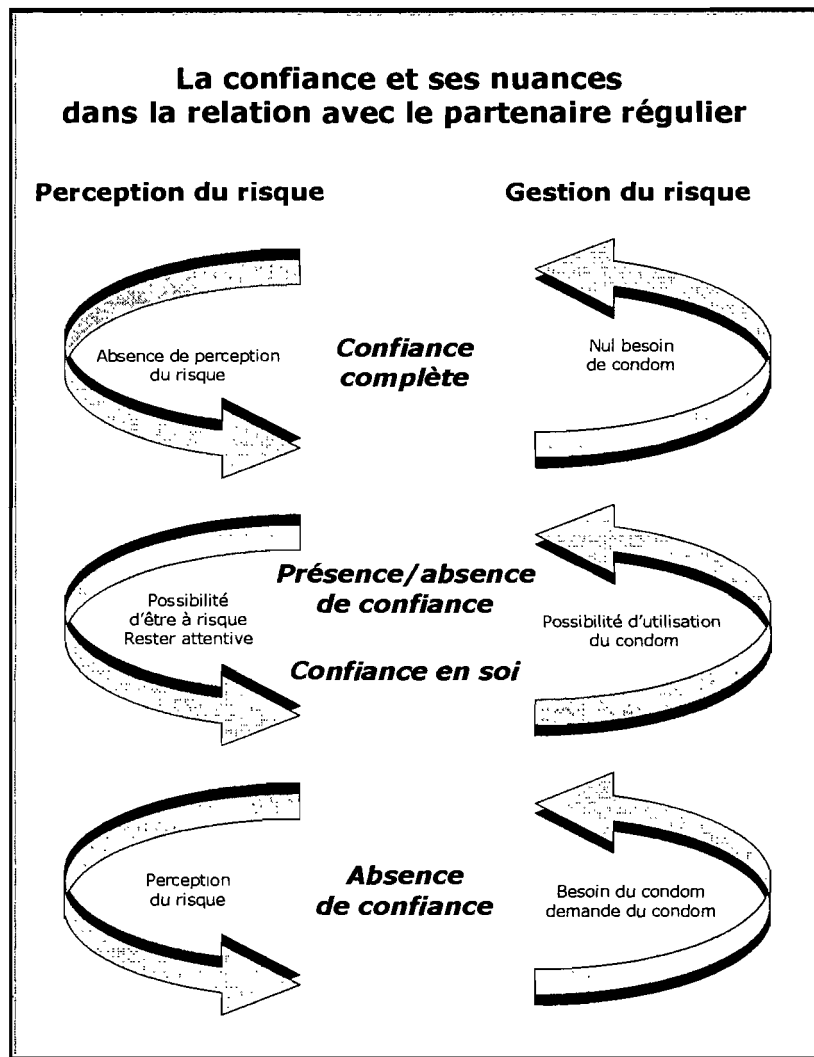 La confiance et ses nuances
dans la relation avec le partenaire régulier
Perception du risque
Gestion du risque
Absence de perception
du risque
Confiance
complète
Nul besoin
de condom
Possibilité
d'être à risque
Rester attentive
Présence/absence
de confiance
Confiance en soi
Possibilité d'utilisation
du condom
Perception
du risque
Absence
de confiance
Besoin du condom
demande du condom